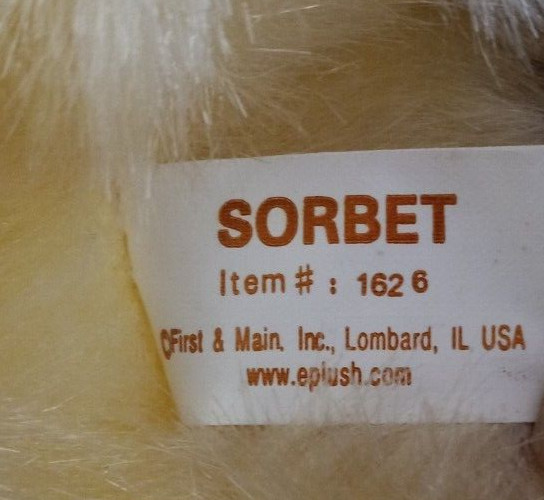 SORBET
Item # : 1626
©First & Main, Inc., Lombard, IL USA
www.eplush.com